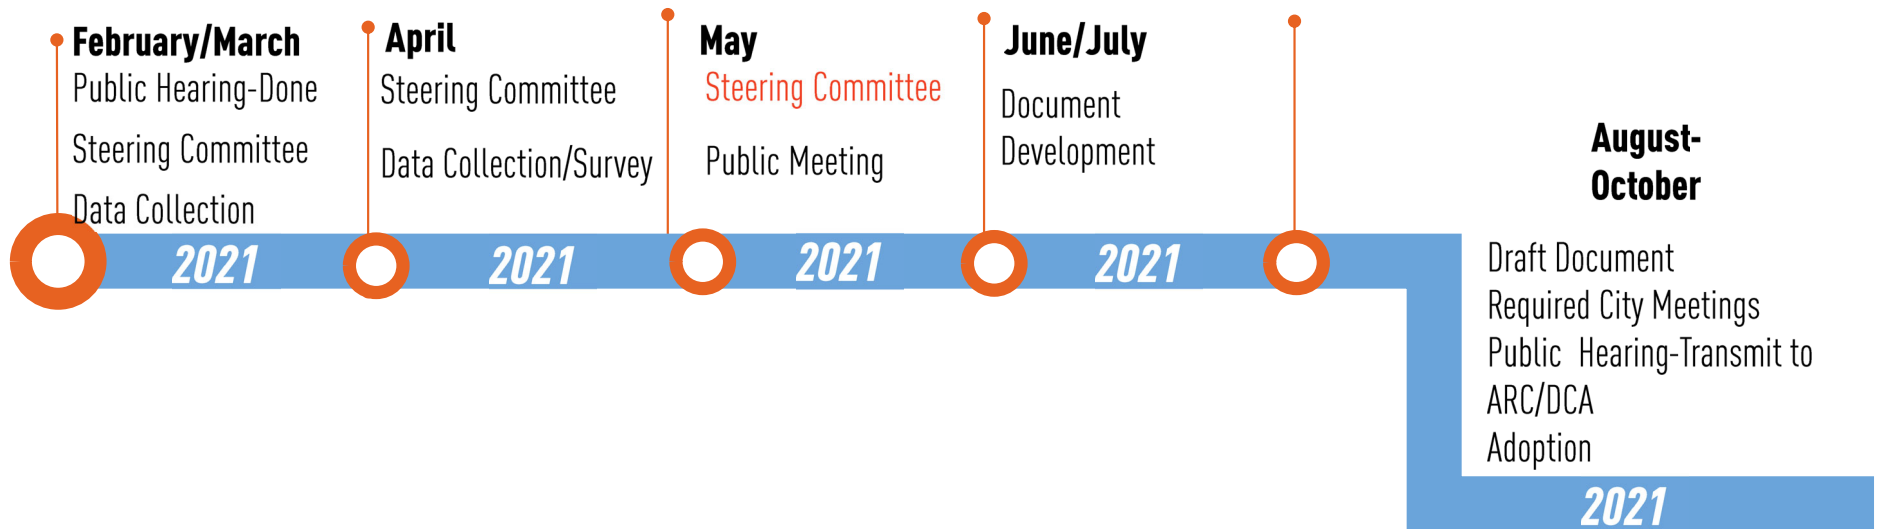 February/March
Public Hearing-Done
Steering Committee
Data Collection
2021
April
Steering Committee
Data Collection/Survey
2021
May
Steering Committee
Public Meeting
2021
June/July
Document
Development
2021
August-
October
Draft Document
Required City Meetings
Public Hearing-Transmit to
ARC/DCA
Adoption
2021